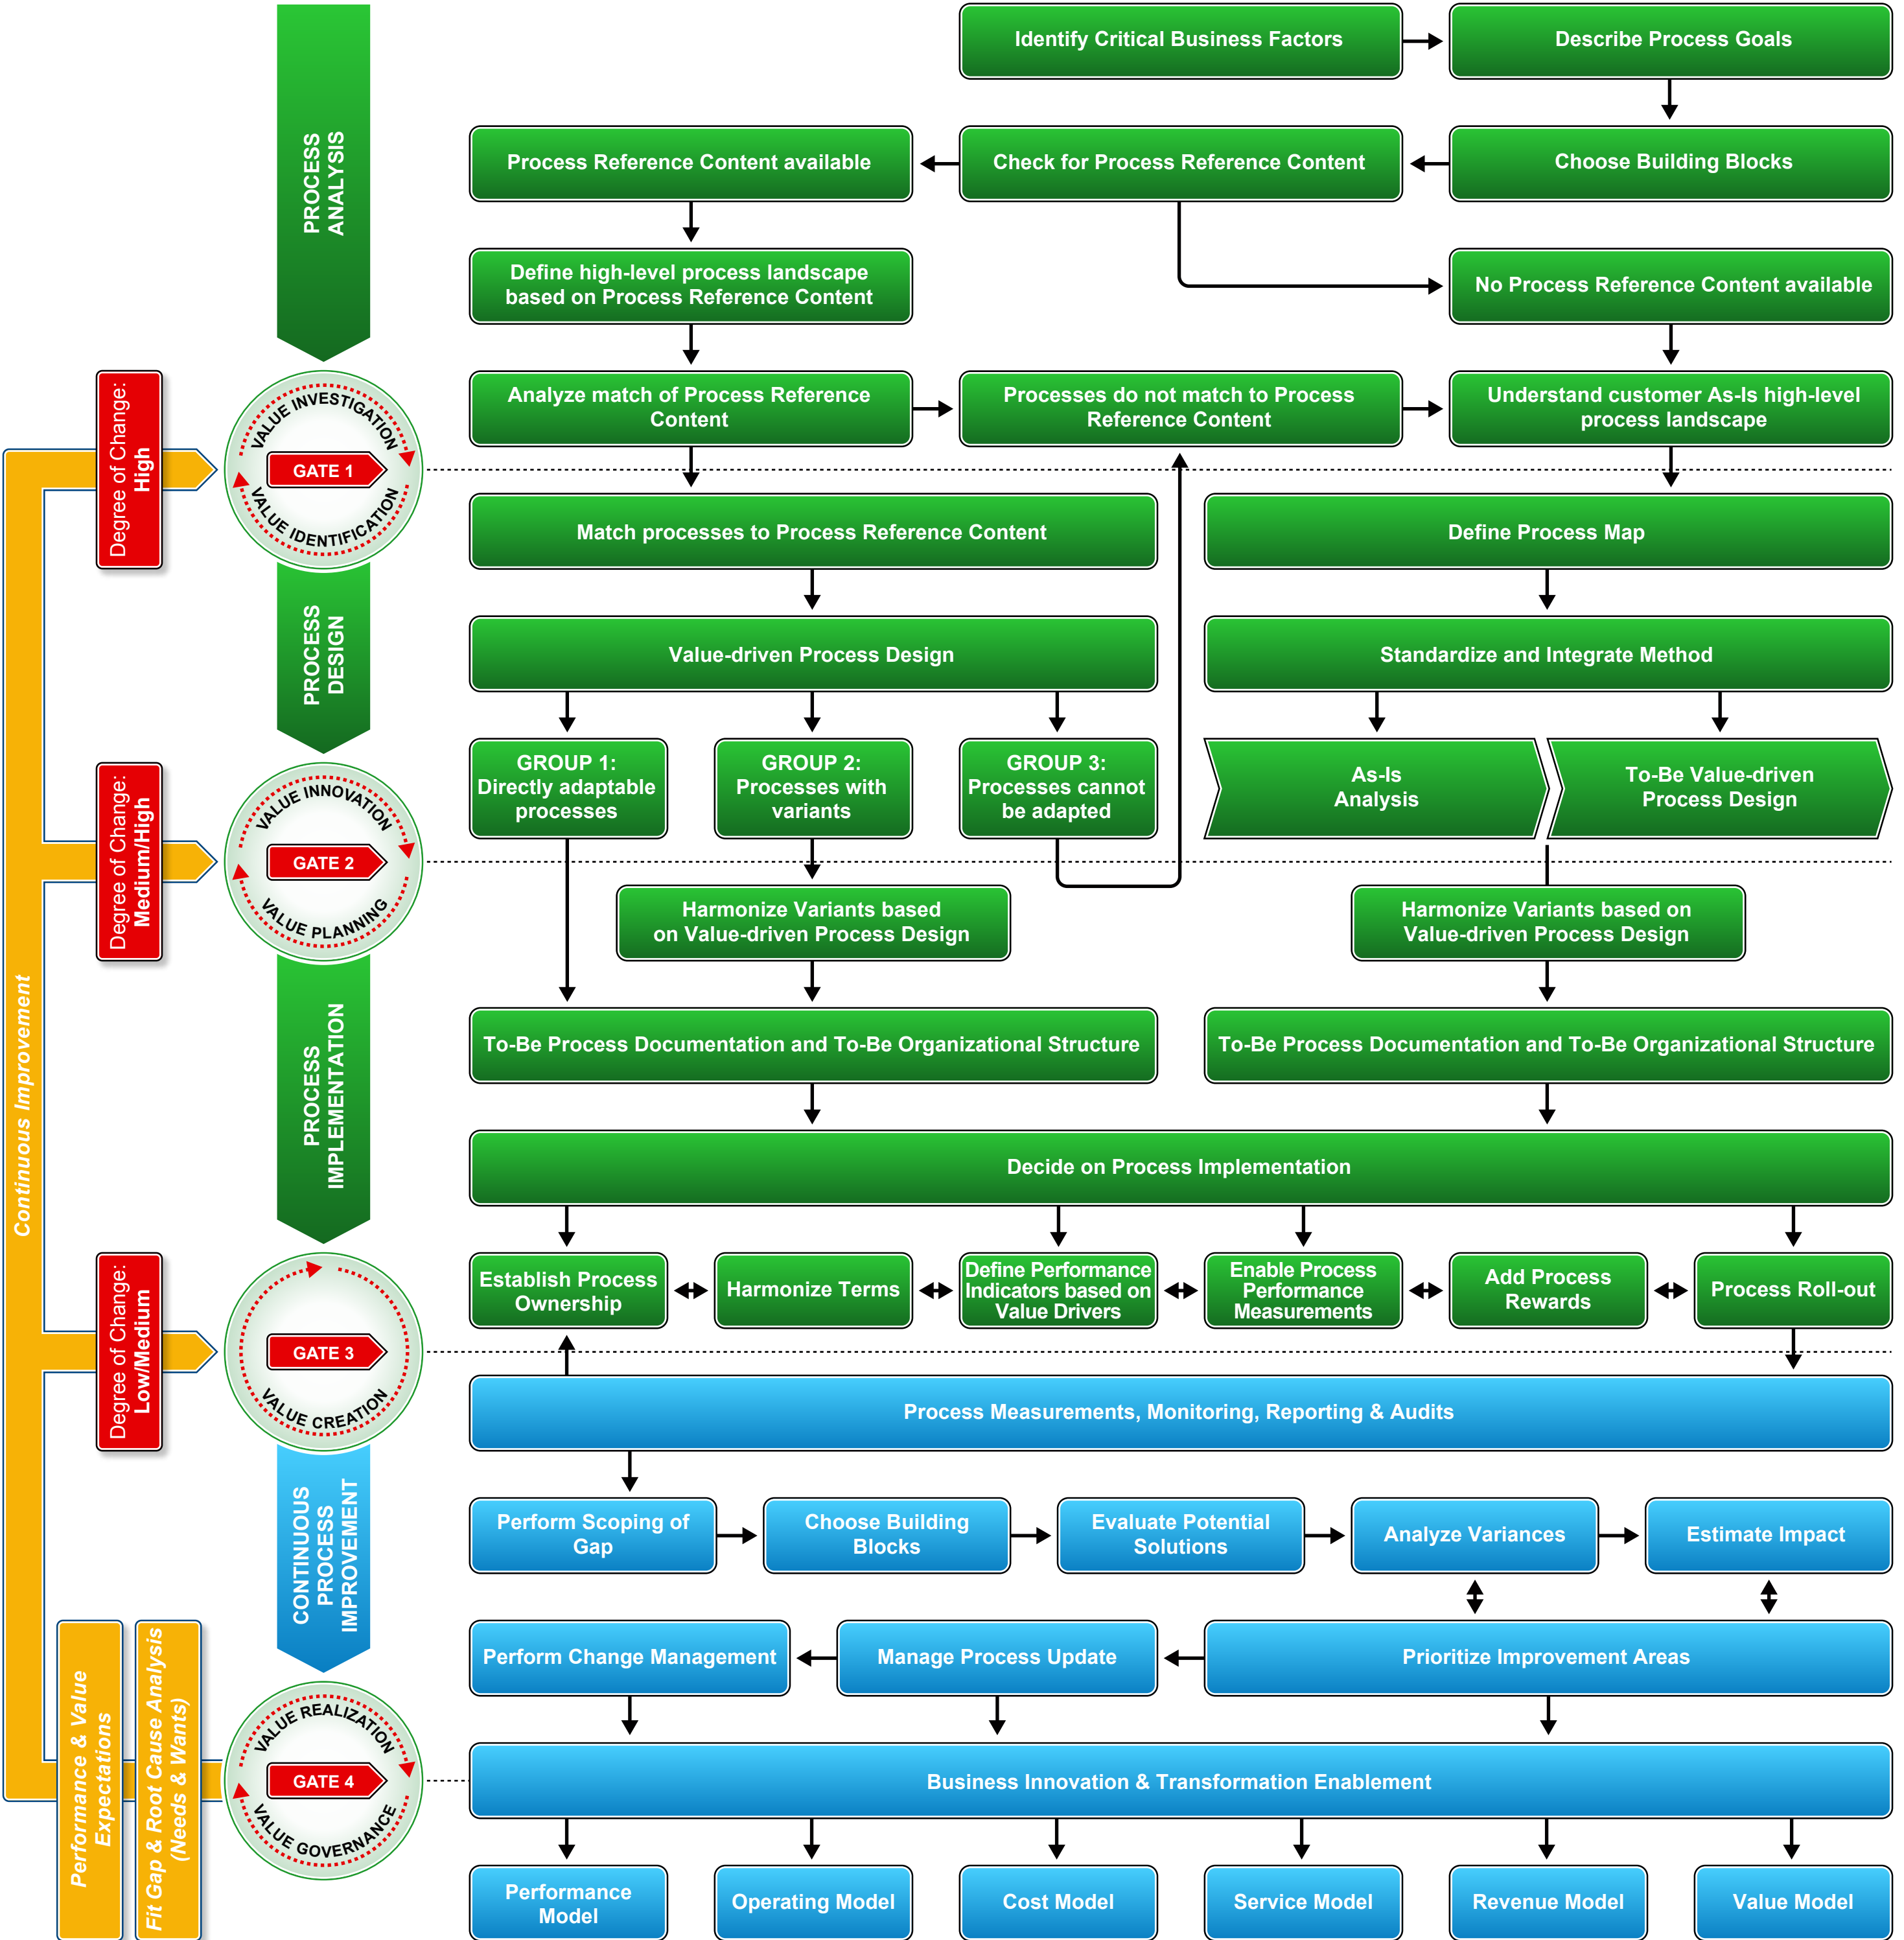 Identify Critical Business Factors
Describe Process Goals
PROCESS
ANALYSIS
Process Reference Content available
Check for Process Reference Content
Choose Building Blocks
Define high-level process landscape
based on Process Reference Content
No Process Reference Content available
Degree of Change:
High
VALUE INVESTIGATION
GATE 1
VALUE IDENTIFICATION
Analyze match of Process Reference
Content
Processes do not match to Process
Reference Content
Understand customer As-Is high-level
process landscape
Match processes to Process Reference Content
Define Process Map
PROCESS
DESIGN
Value-driven Process Design
Standardize and Integrate Method
Degree of Change:
Medium/High
VALUE INNOVATION
GATE 2
VALUE PLANNING
GROUP 1:
Directly adaptable
processes
GROUP 2:
Processes with
variants
GROUP 3:
Processes cannot
be adapted
As-Is
Analysis
To-Be Value-driven
Process Design
Harmonize Variants based
on Value-driven Process Design
Harmonize Variants based on
Value-driven Process Design
Continuous Improvement
PROCESS
IMPLEMENTATION
To-Be Process Documentation and To-Be Organizational Structure
To-Be Process Documentation and To-Be Organizational Structure
Decide on Process Implementation
Degree of Change:
Low/Medium
GATE 3
VALUE CREATION
Establish Process
Ownership
Harmonize Terms
Define Performance
Indicators based on
Value Drivers
Enable Process
Performance
Measurements
Add Process
Rewards
Process Roll-out
Process Measurements, Monitoring, Reporting & Audits
CONTINUOUS
PROCESS
IMPROVEMENT
Perform Scoping of
Gap
Choose Building
Blocks
Evaluate Potential
Solutions
Analyze Variances
Estimate Impact
Perform Change Management
Manage Process Update
Prioritize Improvement Areas
Performance & Value
Expectations
Fit Gap & Root Cause Analysis
(Needs & Wants)
VALUE REALIZATION
GATE 4
VALUE GOVERNANCE
Business Innovation & Transformation Enablement
Performance
Model
Operating Model
Cost Model
Service Model
Revenue Model
Value Model